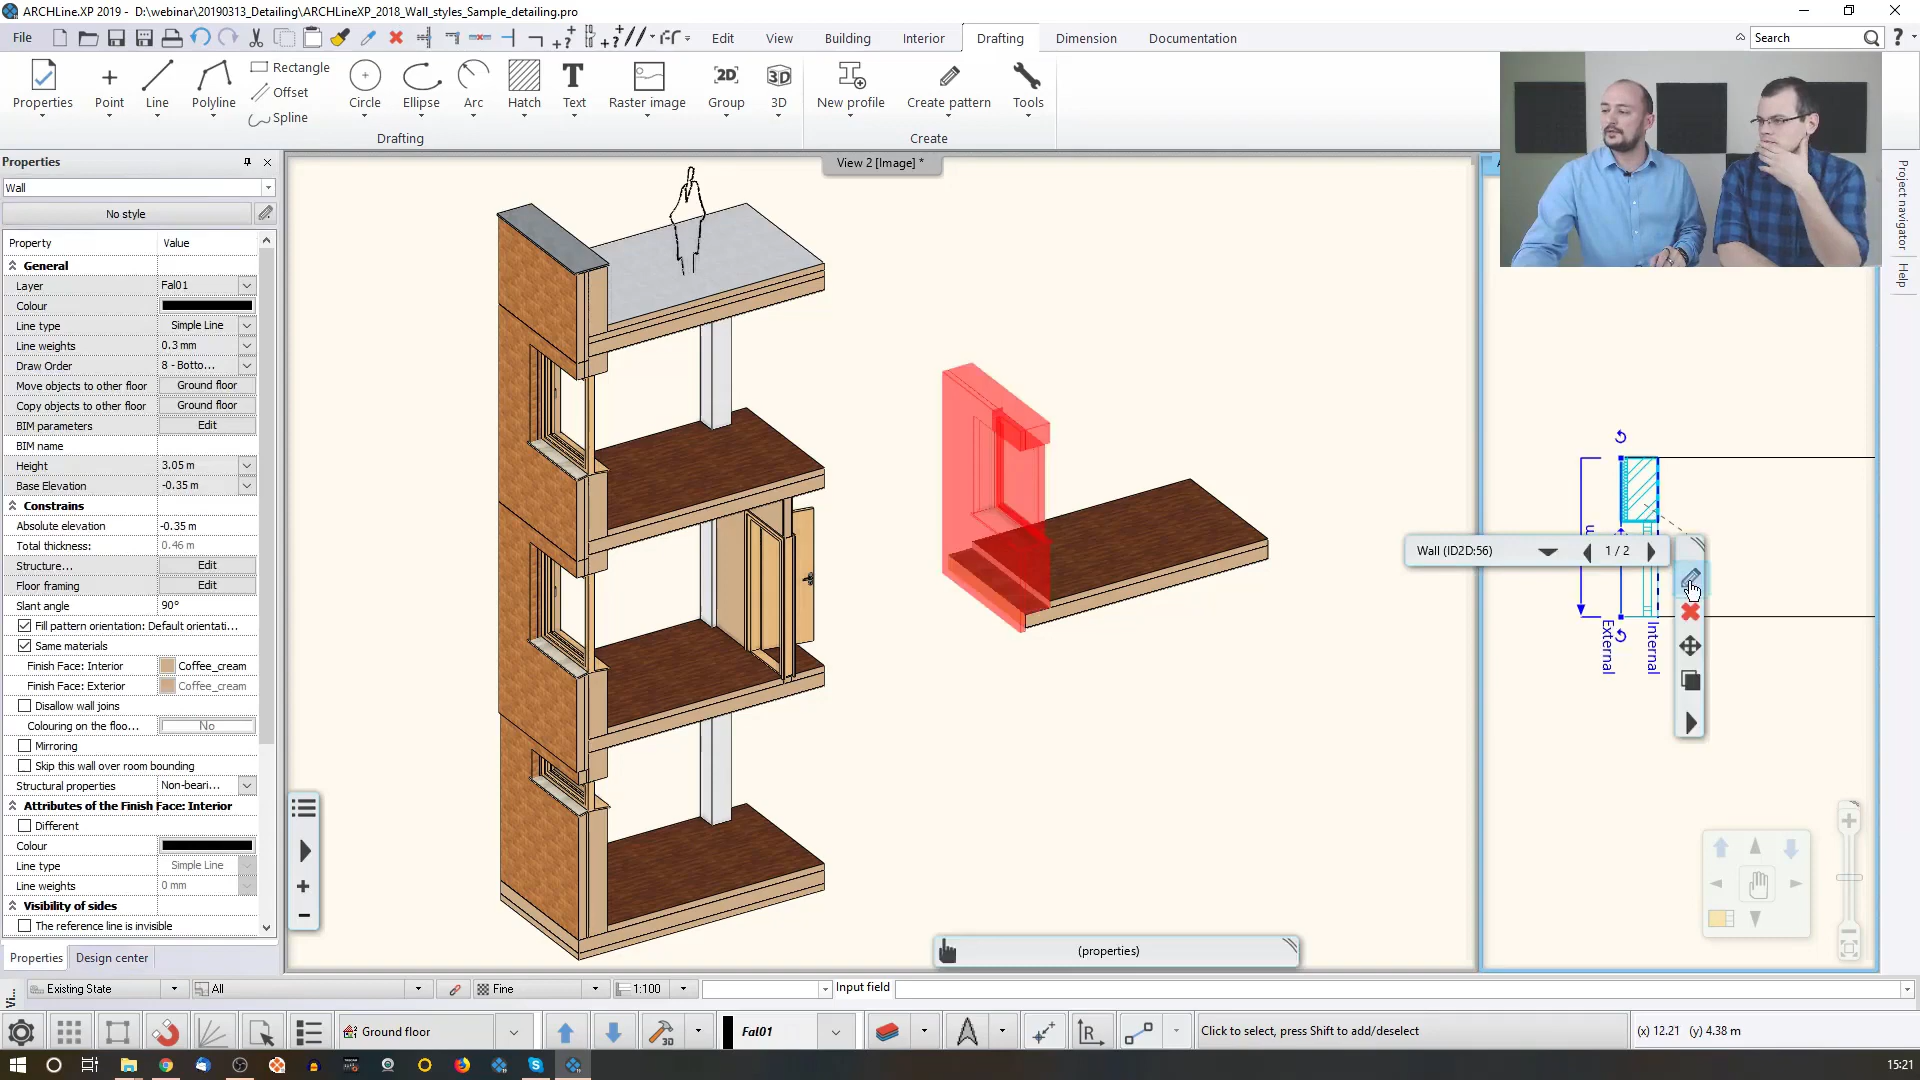 ARCHLine.XP 2019 - D:\webinar\20190313_Detailing\ARCHLineXP_2018_Wall_styles_Sample_detailing.pro
File
Edit View Building Interior Drafting Dimension Documentation
Search
Properties Point Line Polyline Rectangle Offset Spline Circle Ellipse Arc Hatch Text Raster image Group 3D New profile Create pattern Tools
2D 3D
Drafting Create
Properties
View 2 [Image] *
Wall
No style
Property Value
General
Layer Fal01
Colour
Line type Simple Line
Line weights 0.3 mm
Draw Order 8 - Botto...
Move objects to other floor Ground floor
Copy objects to other floor Ground floor
BIM parameters Edit
BIM name
Height 3.05 m
Base Elevation -0.35 m
Constrains
Absolute elevation -0.35 m
Total thickness: 0.46 m
Structure... Edit
Floor framing Edit
Slant angle 90°
Fill pattern orientation: Default orientati...
Same materials
Finish Face: Interior Coffee_cream
Finish Face: Exterior Coffee_cream
Disallow wall joins
Colouring on the floo... No
Mirroring
Skip this wall over room bounding
Structural properties Non-beari...
Attributes of the Finish Face: Interior
Different
Colour
Line type Simple Line
Line weights 0 mm
Visibility of sides
The reference line is invisible
Properties Design center
Project navigator
Help
Wall (ID2D:56) 1 / 2
External
Internal
(properties)
Vi...
Existing State All Fine 1:100 Input field
Ground floor 3D Fal01 R Click to select, press Shift to add/deselect (x) 12.21 (y) 4.38 m
15:21